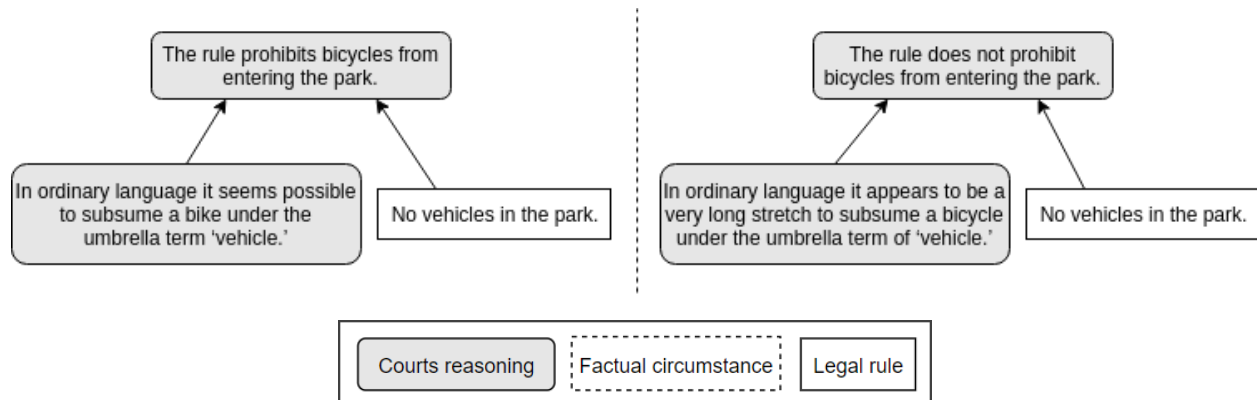 The rule prohibits bicycles from
entering the park.
In ordinary language it seems possible
to subsume a bike under the
umbrella term ‘vehicle.’
No vehicles in the park.
The rule does not prohibit
bicycles from entering the park.
In ordinary language it appears to be a
very long stretch to subsume a bicycle
under the umbrella term of ‘vehicle.’
No vehicles in the park.
Courts reasoning
Factual circumstance
Legal rule